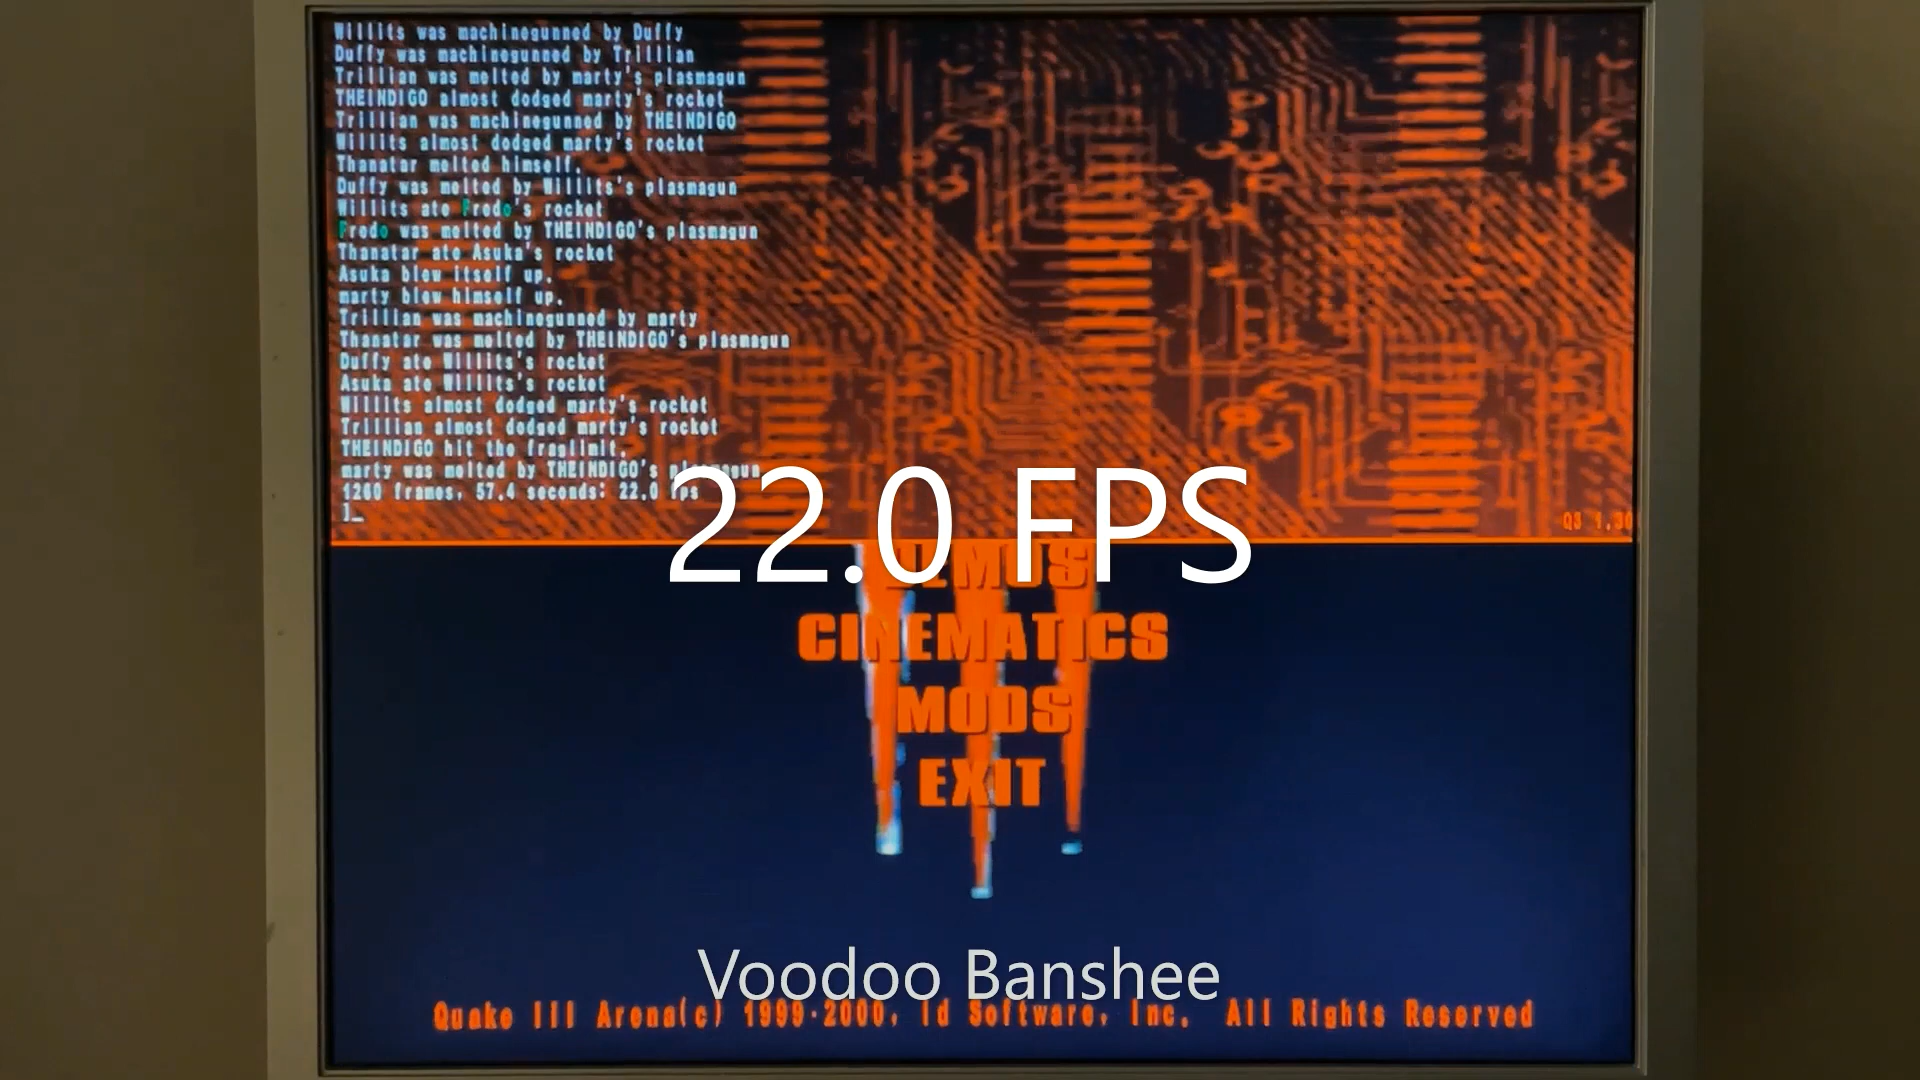 Willits was machinegunned by Duffy
Duffy was machinegunned by Trillian
Trillian was melted by marty's plasmagun
THEINDIGO almost dodged marty's rocket
Trillian was machinegunned by THEINDIGO
Willits almost dodged marty's rocket
Thanatar melted himself.
Duffy was melted by Willits's plasmagun
Willits ate Fredo's rocket
Fredo was melted by THEINDIGO's plasmagun
Thanatar ate Asuka's rocket
Asuka blew itself up.
marty blew himself up.
Trillian was machinegunned by marty
Thanatar was melted by THEINDIGO's plasmagun
Duffy ate Willits's rocket
Asuka ate Willits's rocket
Willits almost dodged marty's rocket
Trillian almost dodged marty's rocket
THEINDIGO hit the fraglimit.
marty was melted by THEINDIGO's plasmagun
1260 frames, 57.4 seconds: 22.0 fps
]_
Q3 1.30
22.0 FPS
DEMOS
CINEMATICS
MODS
EXIT
Voodoo Banshee
Quake III Arena(c) 1999-2000, Id Software, Inc. All Rights Reserved